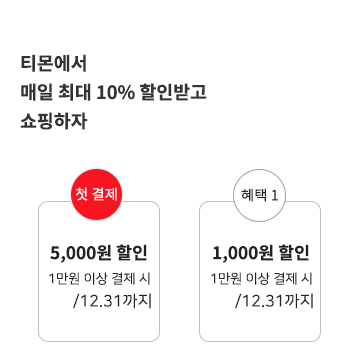 티몬에서
매일 최대 10% 할인받고
쇼핑하자
첫 결제
5,000원 할인
1만원 이상 결제 시
/12.31까지
혜택 1
1,000원 할인
1만원 이상 결제 시
/12.31까지